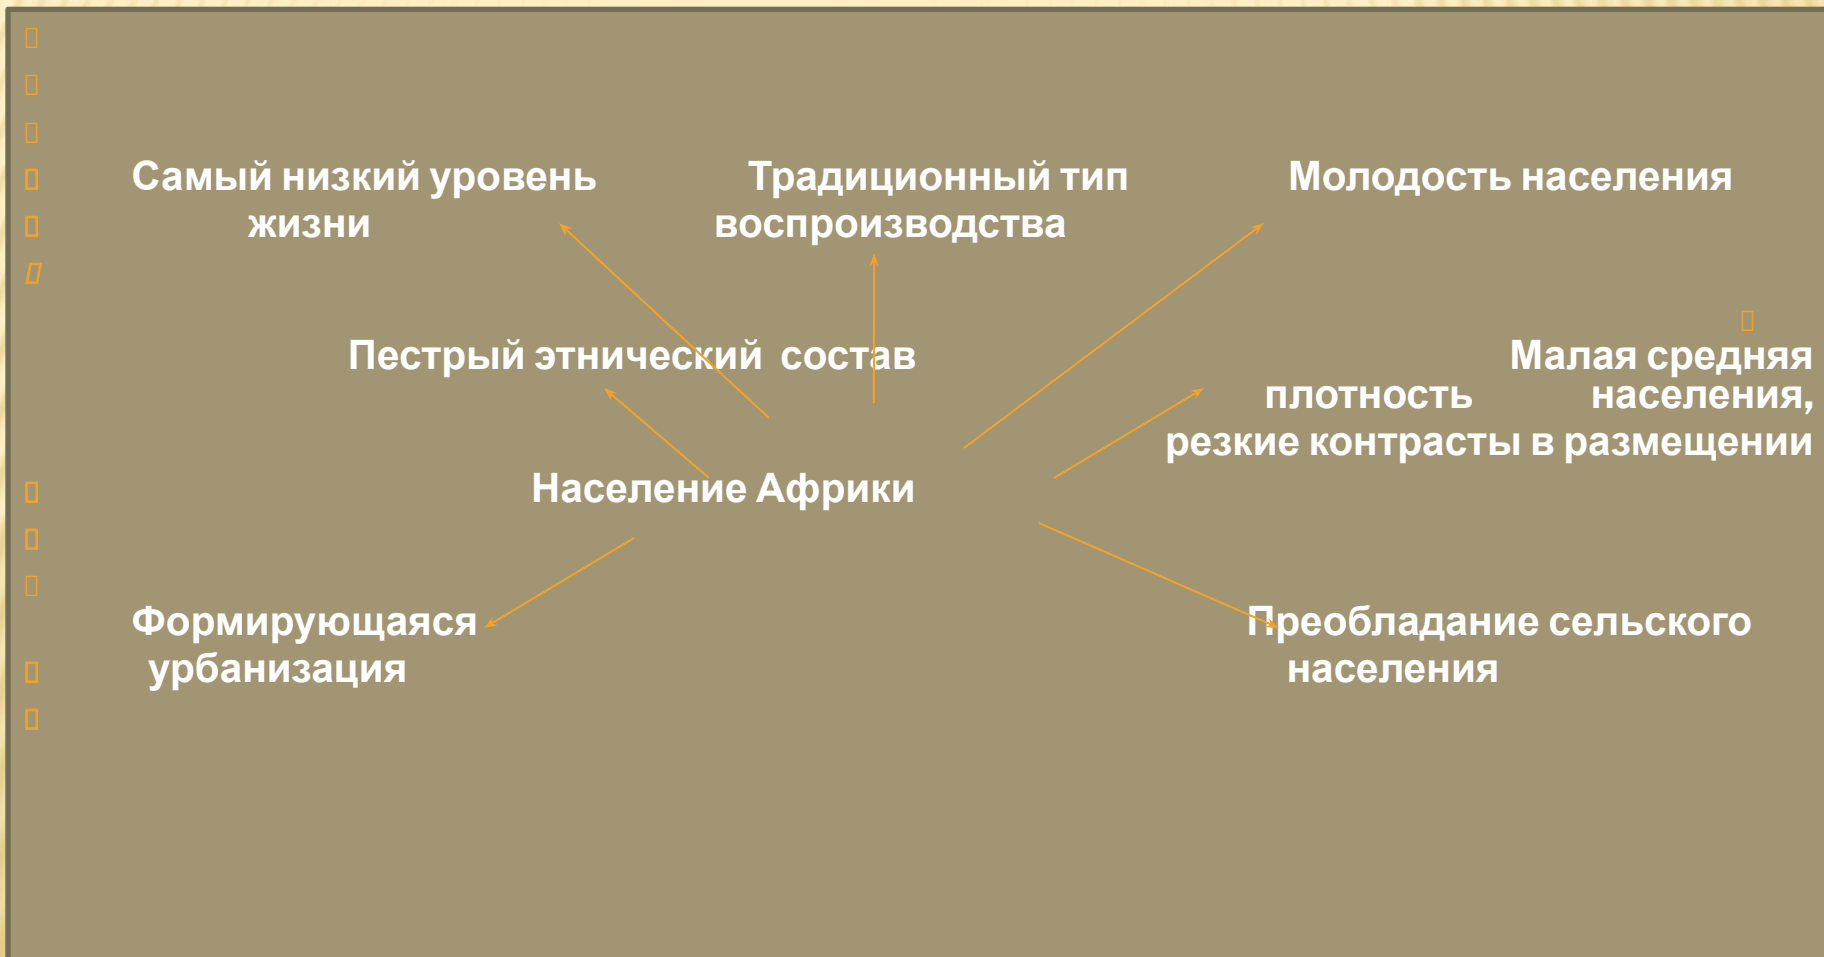 Самый низкий уровень Традиционный тип Молодость населения
жизни воспроизводства
Пестрый этнический состав Малая средняя
плотность населения,
резкие контрасты в размещении
Население Африки
Формирующаяся Преобладание сельского
урбанизация населения